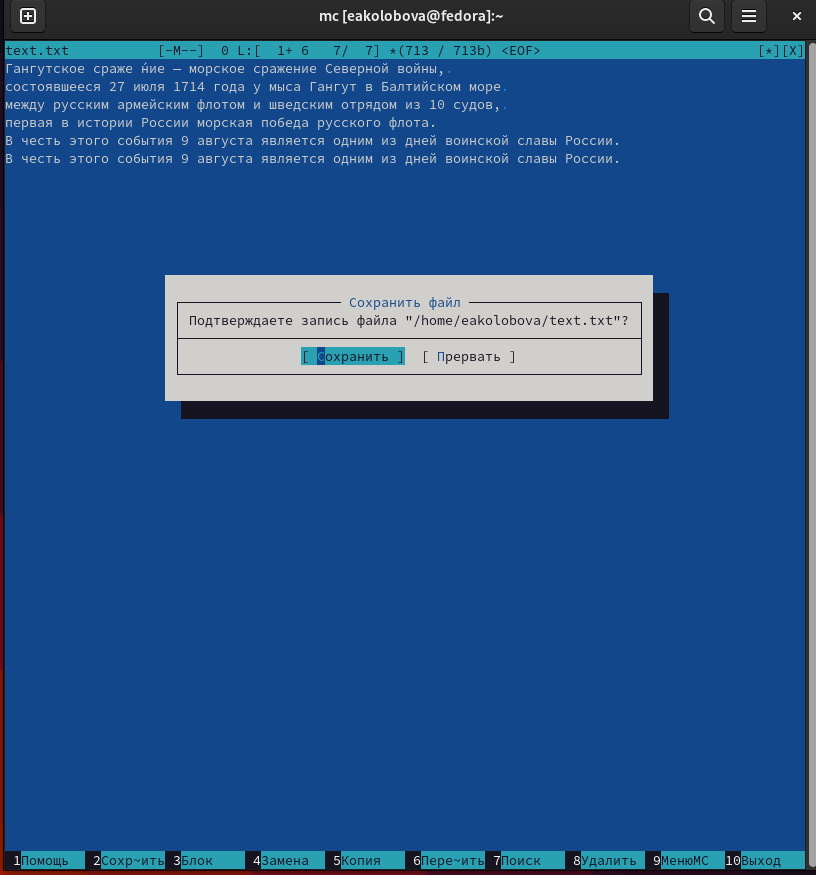 mc [eakolobova@fedora]:~
text.txt [-M--] 0 L:[ 1+ 6 7/ 7] *(713 / 713b) <EOF> [*][X]
Гангутское сраже ́ние — морское сражение Северной войны,.
состоявшееся 27 июля 1714 года у мыса Гангут в Балтийском море.
между русским армейским флотом и шведским отрядом из 10 судов,.
первая в истории России морская победа русского флота.
В честь этого события 9 августа является одним из дней воинской славы России.
В честь этого события 9 августа является одним из дней воинской славы России.
Сохранить файл
Подтверждаете запись файла "/home/eakolobova/text.txt"?
[ Сохранить ] [ Прервать ]
1Помощь 2Сохр~ить 3Блок 4Замена 5Копия 6Пере~ить 7Поиск 8Удалить 9МенюMC 10Выход